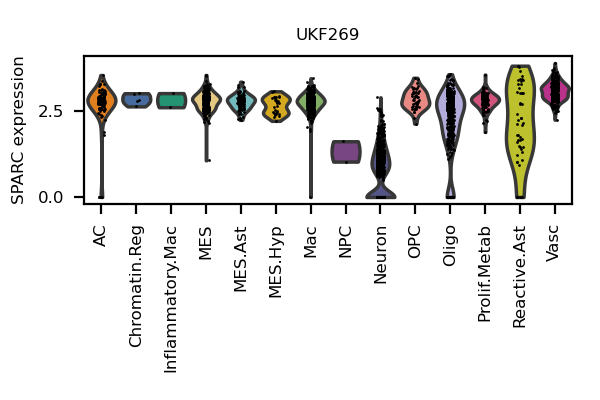 UKF269
SPARC expression
2.5
0.0
AC
Chromatin.Reg
Inflammatory.Mac
MES
MES.Ast
MES.Hyp
Mac
NPC
Neuron
OPC
Oligo
Prolif.Metab
Reactive.Ast
Vasc